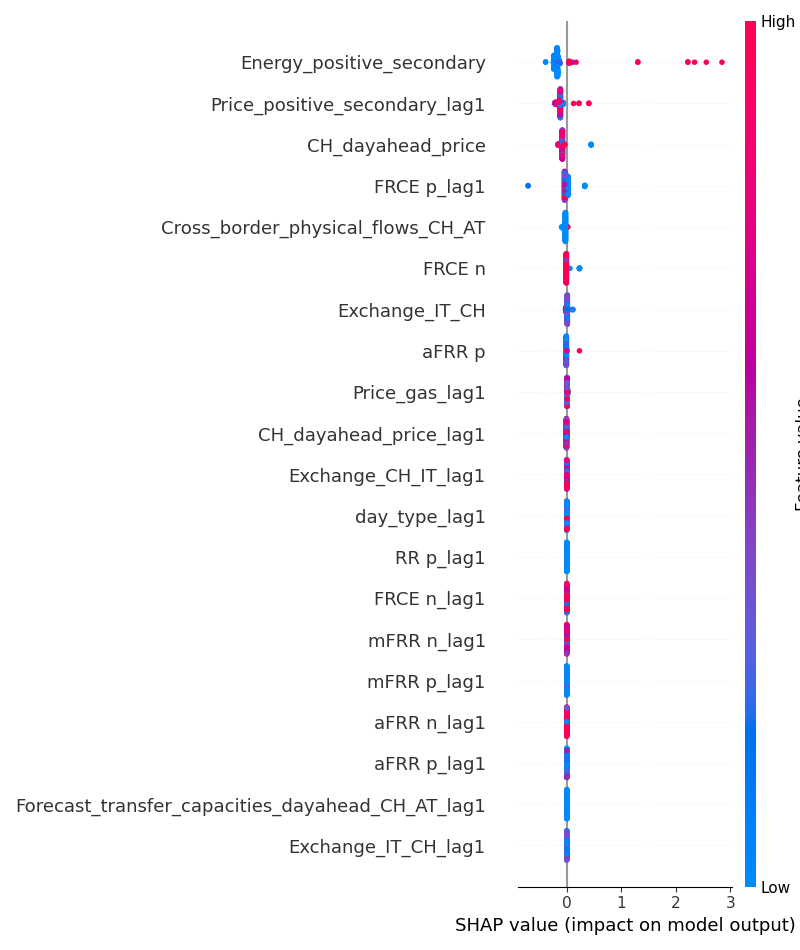 High
Energy_positive_secondary
Price_positive_secondary_lag1
CH_dayahead_price
FRCE p_lag1
Cross_border_physical_flows_CH_AT
FRCE n
Exchange_IT_CH
aFRR p
Price_gas_lag1
CH_dayahead_price_lag1
Exchange_CH_IT_lag1
day_type_lag1
RR p_lag1
FRCE n_lag1
mFRR n_lag1
mFRR p_lag1
aFRR n_lag1
aFRR p_lag1
Forecast_transfer_capacities_dayahead_CH_AT_lag1
Exchange_IT_CH_lag1
Feature value
Low
0 1 2 3
SHAP value (impact on model output)